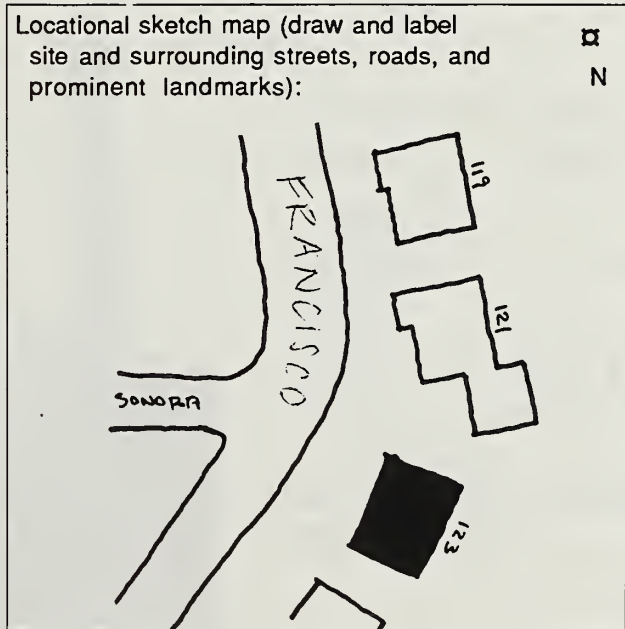 Locational sketch map (draw and label
site and surrounding streets, roads, and
prominent landmarks):
N
119
FRANCISCO
121
SONORA
123